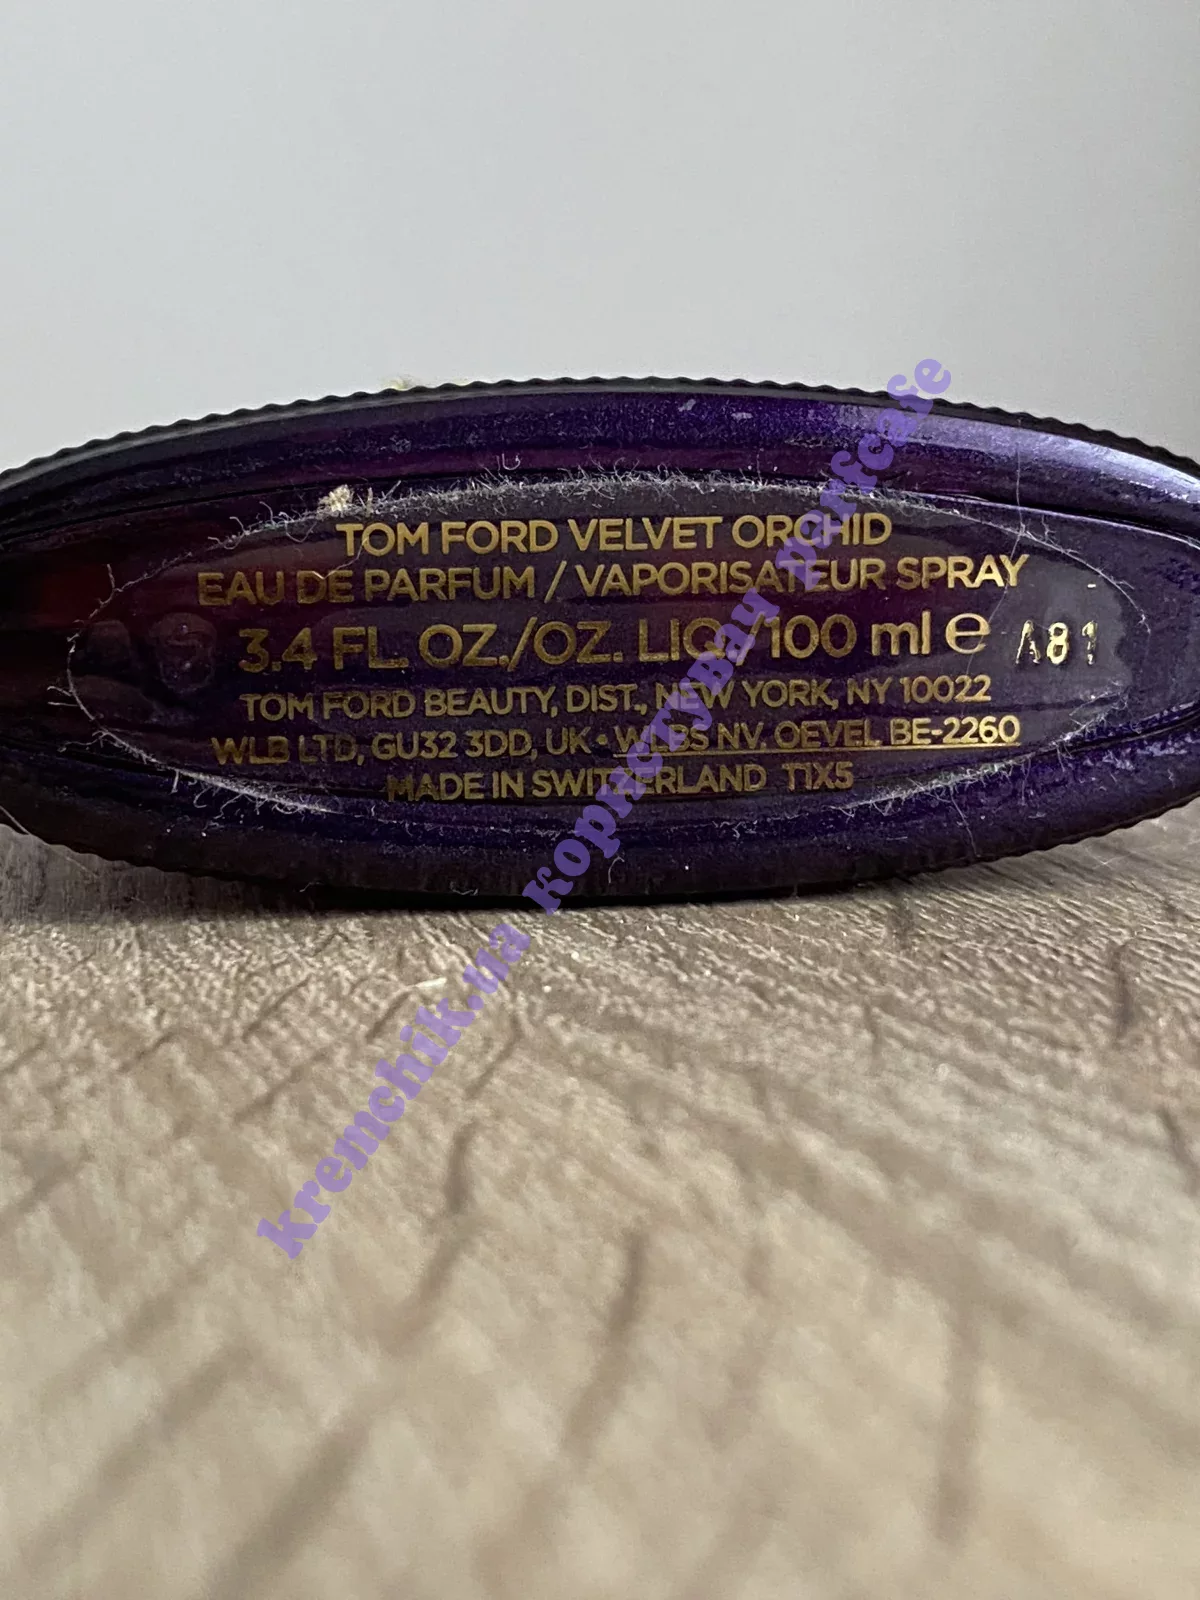 TOM FORD VELVET ORCHID
EAU DE PARFUM / VAPORISATEUR SPRAY
3.4 FL. OZ./OZ. LIQ./100 ml e A81
TOM FORD BEAUTY, DIST., NEW YORK, NY 10022
WLB LTD, GU32 3DD, UK • WLBS NV. OEVEL BE-2260
MADE IN SWITZERLAND T1X5
kremchik.ua користувач perfcase